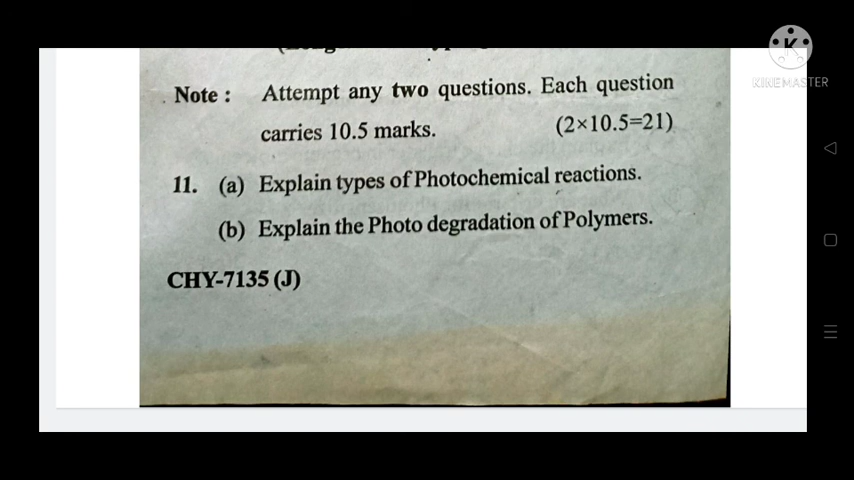 K
KINEMASTER
Note : Attempt any two questions. Each question
carries 10.5 marks. (2×10.5=21)
11. (a) Explain types of Photochemical reactions.
(b) Explain the Photo degradation of Polymers.
CHY-7135 (J)